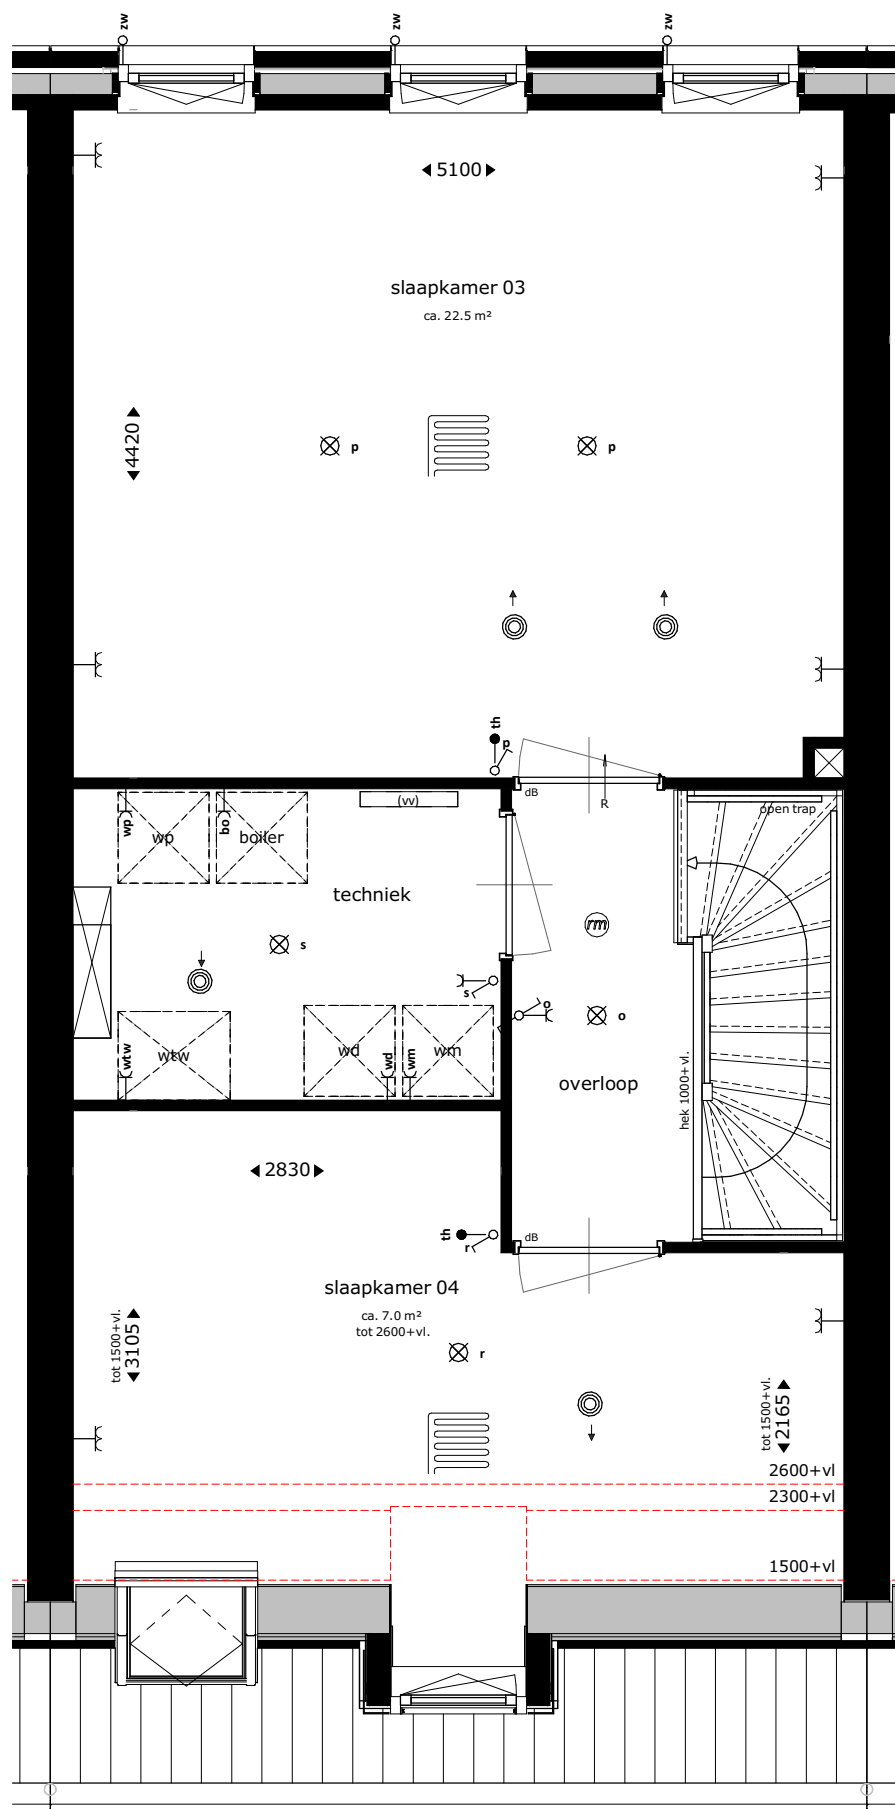 zw
zw
zw
5100
slaapkamer 03
ca. 22.5 m²
4420
p
p
th
p
dB
R
(vv)
open trap
wp
wp
bo
boiler
techniek
rm
s
s
o
o
wtw
wtw
wd
wd
wm
wm
overloop
hek 1000+vl.
2830
th
r
dB
slaapkamer 04
ca. 7.0 m²
tot 2600+vl.
tot 1500+vl.
3105
r
tot 1500+vl.
2165
2600+vl
2300+vl
1500+vl